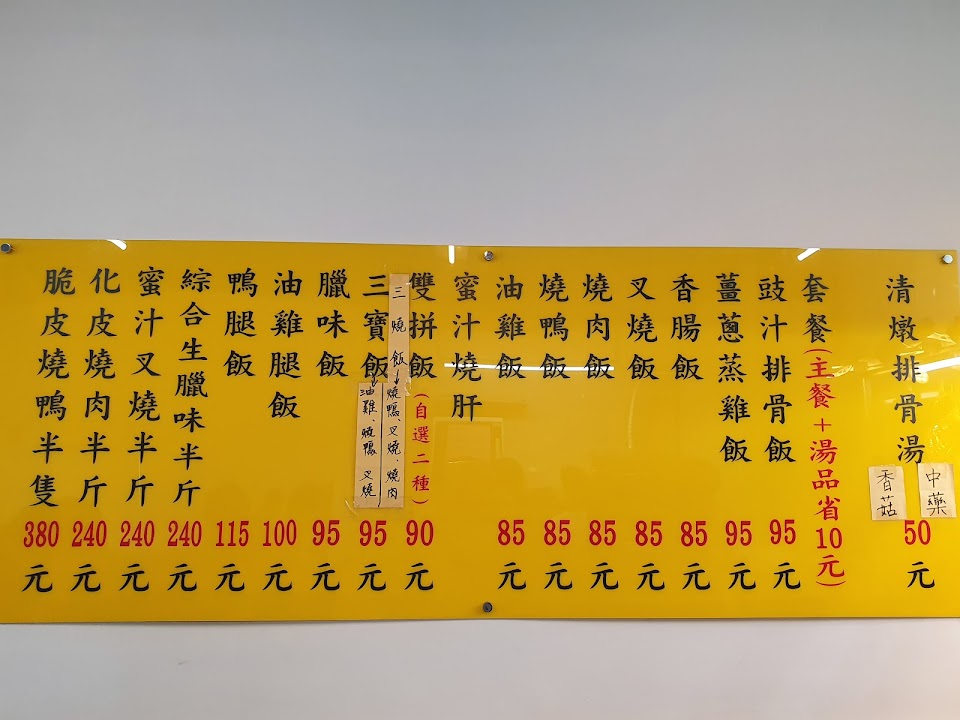 清燉排骨湯50元
中藥
香菇
套餐(主餐+湯品省10元)
豉汁排骨飯95元
薑蔥蒸雞飯95元
香腸飯85元
叉燒飯85元
燒肉飯85元
燒鴨飯85元
油雞飯85元
蜜汁燒肝
雙拼飯(自選二種)90元
三燒飯
燒鴨、叉燒、燒肉
三寶飯95元
油雞、燒鴨、叉燒
臘味飯95元
油雞腿飯100元
鴨腿飯115元
綜合生臘味半斤240元
蜜汁叉燒半斤240元
化皮燒肉半斤240元
脆皮燒鴨半隻380元